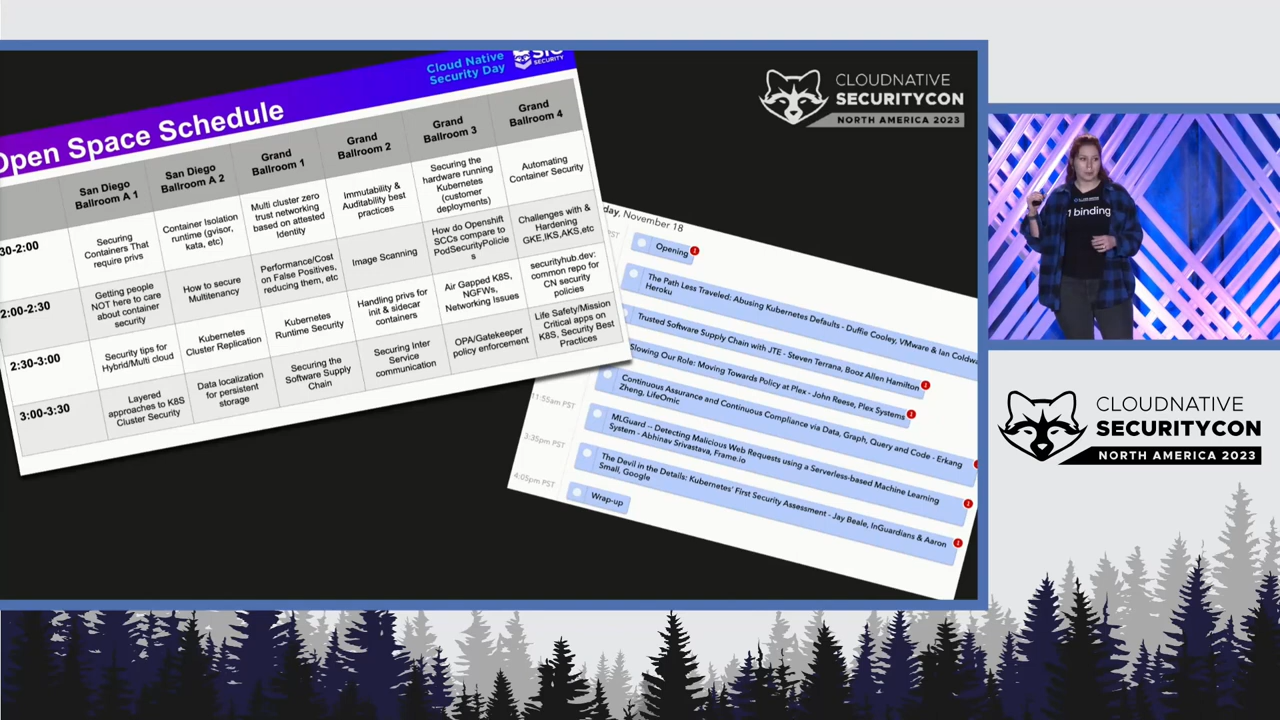 Cloud Native
Security Day
SIG
SECURITY
Open Space Schedule
San Diego
Ballroom A 1
San Diego
Ballroom A 2
Grand
Ballroom 1
Grand
Ballroom 2
Grand
Ballroom 3
Grand
Ballroom 4
30-2:00
Securing
Containers That
require privs
Container Isolation
runtime (gvisor,
kata, etc)
Multi cluster zero
trust networking
based on attested
Identity
Immutability &
Auditability best
practices
Securing the
hardware running
Kubernetes
(customer
deployments)
Automating
Container Security
2:00-2:30
Getting people
NOT here to care
about container
security
How to secure
Multitenancy
Performance/Cost
on False Positives,
reducing them, etc
Image Scanning
How do Openshift
SCCs compare to
PodSecurityPolicie
s
Challenges with &
Hardening
GKE,IKS,AKS,etc
2:30-3:00
Security tips for
Hybrid/Multi cloud
Kubernetes
Cluster Replication
Kubernetes
Runtime Security
Handling privs for
init & sidecar
containers
Air Gapped K8S,
NGFWs,
Networking Issues
securityhub.dev:
common repo for
CN security
policies
3:00-3:30
Layered
approaches to K8S
Cluster Security
Data localization
for persistent
storage
Securing the
Software Supply
Chain
Securing Inter
Service
communication
OPA/Gatekeeper
policy enforcement
Life Safety/Mission
Critical apps on
K8S, Security Best
Practices
day, November 18
PST
Opening
The Path Less Traveled: Abusing Kubernetes Defaults - Duffie Cooley, VMware & Ian Coldwa
Heroku
Trusted Software Supply Chain with JTE - Steven Terrana, Booz Allen Hamilton
Slowing Our Role: Moving Towards Policy at Plex - John Reese, Plex Systems
11:55am PST
Continuous Assurance and Continuous Compliance via Data, Graph, Query and Code - Erkang
Zheng, LifeOmic
3:35pm PST
MLGuard -- Detecting Malicious Web Requests using a Serverless-based Machine Learning
System - Abhinav Srivastava, Frame.io
4:05pm PST
The Devil in the Details: Kubernetes' First Security Assessment - Jay Beale, InGuardians & Aaron
Small, Google
Wrap-up
CLOUDNATIVE
SECURITYCON
NORTH AMERICA 2023
binding
CLOUDNATIVE
SECURITYCON
NORTH AMERICA 2023